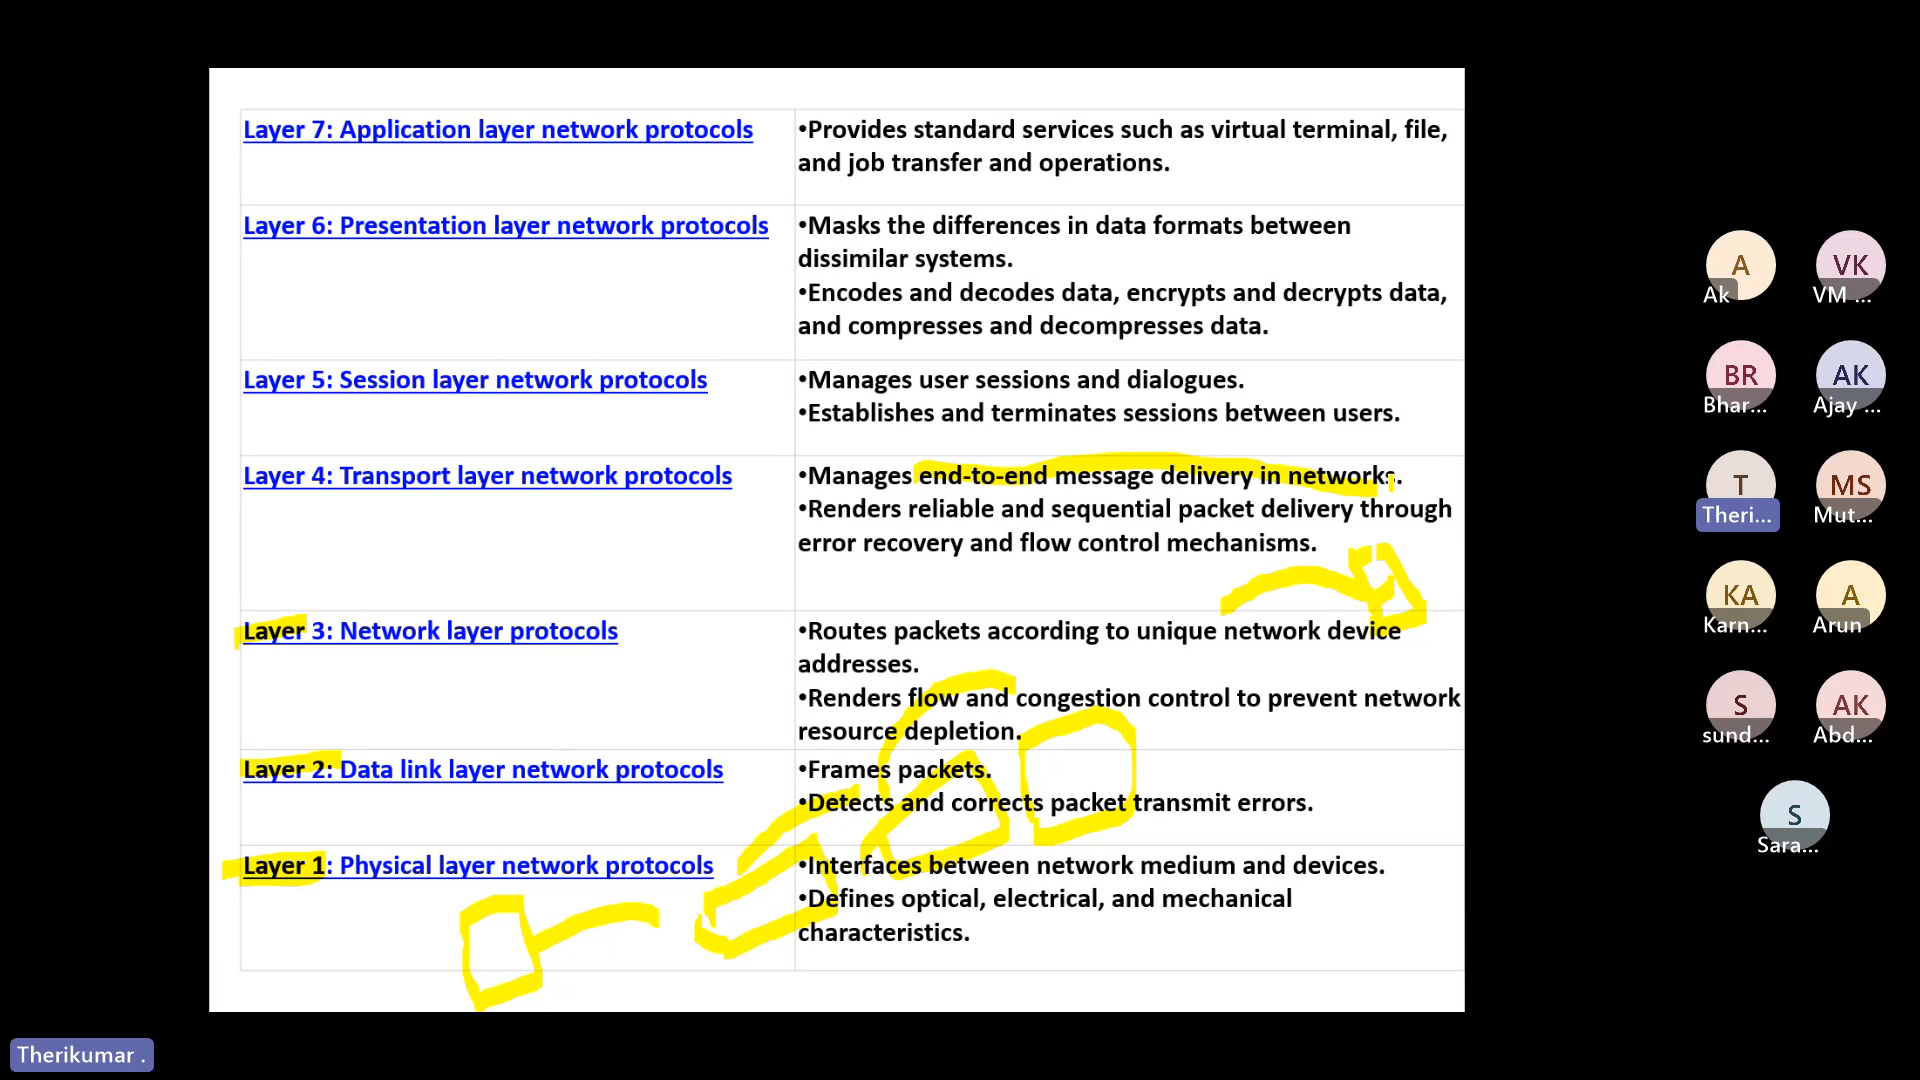 Layer 7: Application layer network protocols
•Provides standard services such as virtual terminal, file,
and job transfer and operations.
Layer 6: Presentation layer network protocols
•Masks the differences in data formats between
dissimilar systems.
•Encodes and decodes data, encrypts and decrypts data,
and compresses and decompresses data.
Layer 5: Session layer network protocols
•Manages user sessions and dialogues.
•Establishes and terminates sessions between users.
Layer 4: Transport layer network protocols
•Manages end-to-end message delivery in networks.
•Renders reliable and sequential packet delivery through
error recovery and flow control mechanisms.
Layer 3: Network layer protocols
•Routes packets according to unique network device
addresses.
•Renders flow and congestion control to prevent network
resource depletion.
Layer 2: Data link layer network protocols
•Frames packets.
•Detects and corrects packet transmit errors.
Layer 1: Physical layer network protocols
•Interfaces between network medium and devices.
•Defines optical, electrical, and mechanical
characteristics.
A
Ak
VK
VM ...
BR
Bhar...
AK
Ajay ...
T
Theri...
MS
Mut...
KA
Karn...
A
Arun
S
sund...
AK
Abd...
S
Sara...
Therikumar .